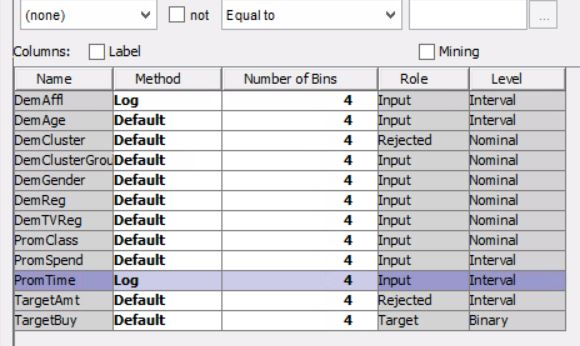 (none) not Equal to ...
Columns: Label Mining
Name Method Number of Bins Role Level
DemAffl Log 4 Input Interval
DemAge Default 4 Input Interval
DemCluster Default 4 Rejected Nominal
DemClusterGrou Default 4 Input Nominal
DemGender Default 4 Input Nominal
DemReg Default 4 Input Nominal
DemTVReg Default 4 Input Nominal
PromClass Default 4 Input Nominal
PromSpend Default 4 Input Interval
PromTime Log 4 Input Interval
TargetAmt Default 4 Rejected Interval
TargetBuy Default 4 Target Binary